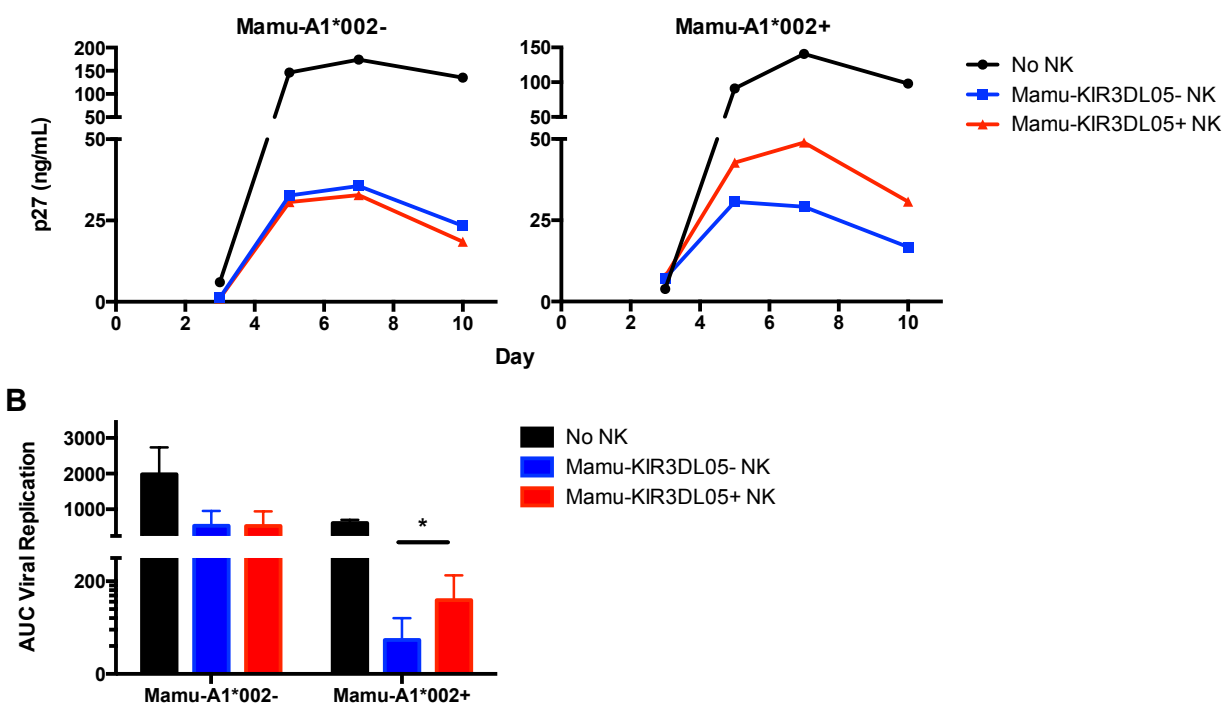 Mamu-A1*002-
Mamu-A1*002+
p27 (ng/mL)
200
150
100
50
50
25
0
0 2 4 6 8 10
150
100
50
50
25
0
0 2 4 6 8 10
Day
No NK
Mamu-KIR3DL05- NK
Mamu-KIR3DL05+ NK
B
AUC Viral Replication
3000
2000
1000
200
0
*
Mamu-A1*002-
Mamu-A1*002+
No NK
Mamu-KIR3DL05- NK
Mamu-KIR3DL05+ NK